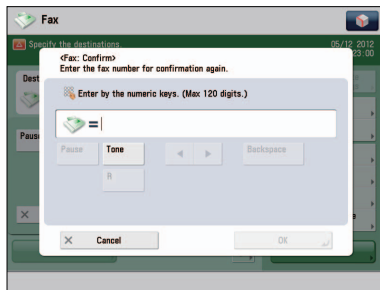 Fax
Specify the destinations.
05/12 2012
23:00
<Fax: Confirm>
Enter the fax number for confirmation again.
Dest
Enter by the numeric keys. (Max 120 digits.)
=
Pause
Pause
Tone
Backspace
R
Cancel
OK